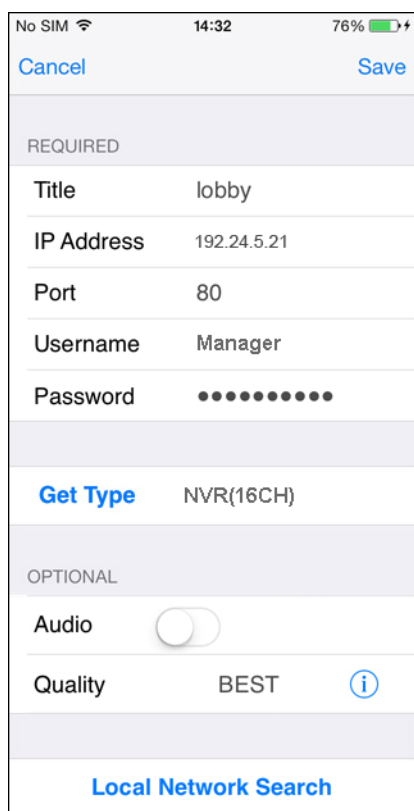 No SIM 14:32 76%
Cancel Save
REQUIRED
Title lobby
IP Address 192.24.5.21
Port 80
Username Manager
Password ●●●●●●●●●●
Get Type NVR(16CH)
OPTIONAL
Audio
Quality BEST i
Local Network Search